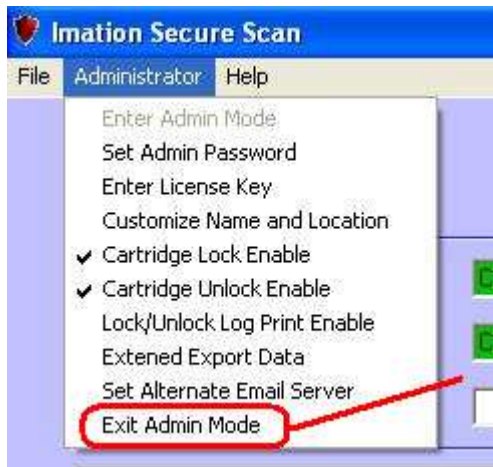 Imation Secure Scan
File Administrator Help
Enter Admin Mode
Set Admin Password
Enter License Key
Customize Name and Location
Cartridge Lock Enable
Cartridge Unlock Enable
Lock/Unlock Log Print Enable
Extened Export Data
Set Alternate Email Server
Exit Admin Mode